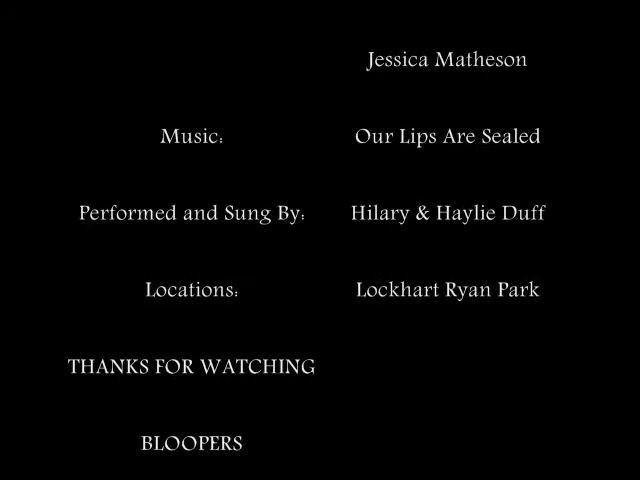 Jessica Matheson
Music: Our Lips Are Sealed
Performed and Sung By: Hilary & Haylie Duff
Locations: Lockhart Ryan Park
THANKS FOR WATCHING
BLOOPERS